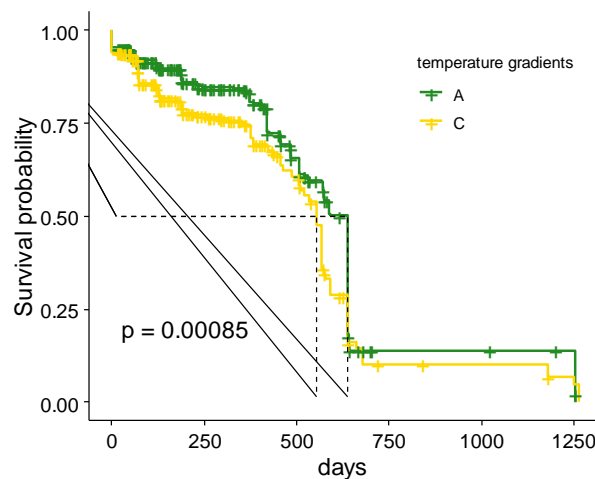 1.00
0.75
0.50
0.25
0.00
Survival probability
temperature gradients
A
C
p = 0.00085
0 250 500 750 1000 1250
days